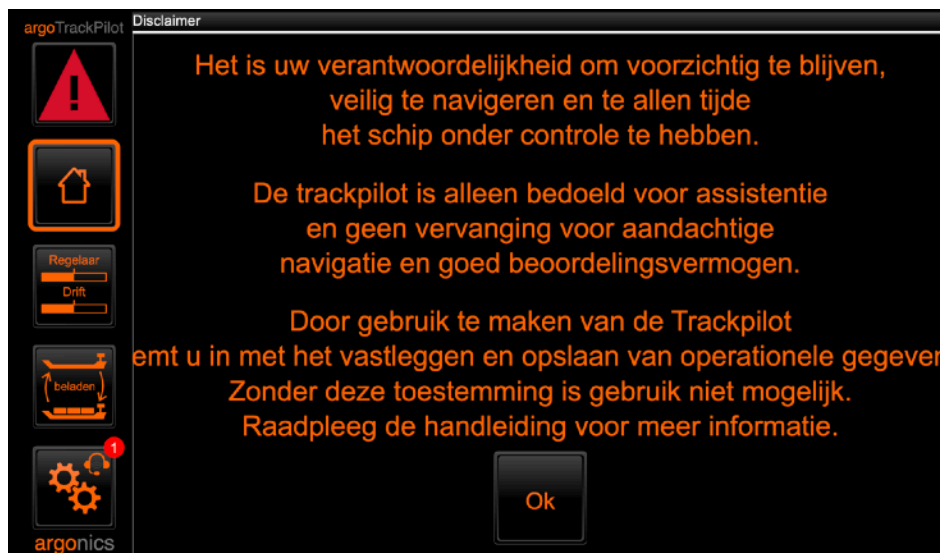 argoTrackPilot
Disclaimer
Het is uw verantwoordelijkheid om voorzichtig te blijven,
veilig te navigeren en te allen tijde
het schip onder controle te hebben.
De trackpilot is alleen bedoeld voor assistentie
en geen vervanging voor aandachtige
navigatie en goed beoordelingsvermogen.
Door gebruik te maken van de Trackpilot
emt u in met het vastleggen en opslaan van operationele gegeven
Zonder deze toestemming is gebruik niet mogelijk.
Raadpleeg de handleiding voor meer informatie.
Ok
Regelaar
Drift
beladen
1
argonics